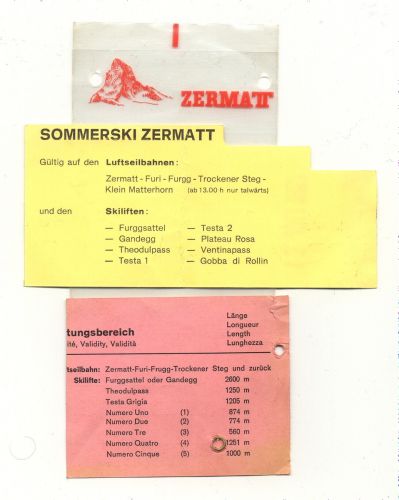 ZERMATT
SOMMERSKI ZERMATT
Gültig auf den Luftseilbahnen:
Zermatt - Furi - Furgg - Trockener Steg -
Klein Matterhorn (ab 13.00 h nur talwärts)
und den Skiliften:
— Furggsattel — Testa 2
— Gandegg — Plateau Rosa
— Theodulpass — Ventinapass
— Testa 1 — Gobba di Rollin
Länge
Longueur
tungsbereich Length
ité, Validity, Validità Lunghezza
tseilbahn: Zermatt-Furi-Frugg-Trockener Steg und zurück
Skilifte: Furggsattel oder Gandegg 2600 m
Theodulpass 1250 m
Testa Grigia 1205 m
Numero Uno (1) 874 m
Numero Due (2) 774 m
Numero Tre (3) 560 m
Numero Quatro (4) 1251 m
Numero Cinque (5) 1000 m